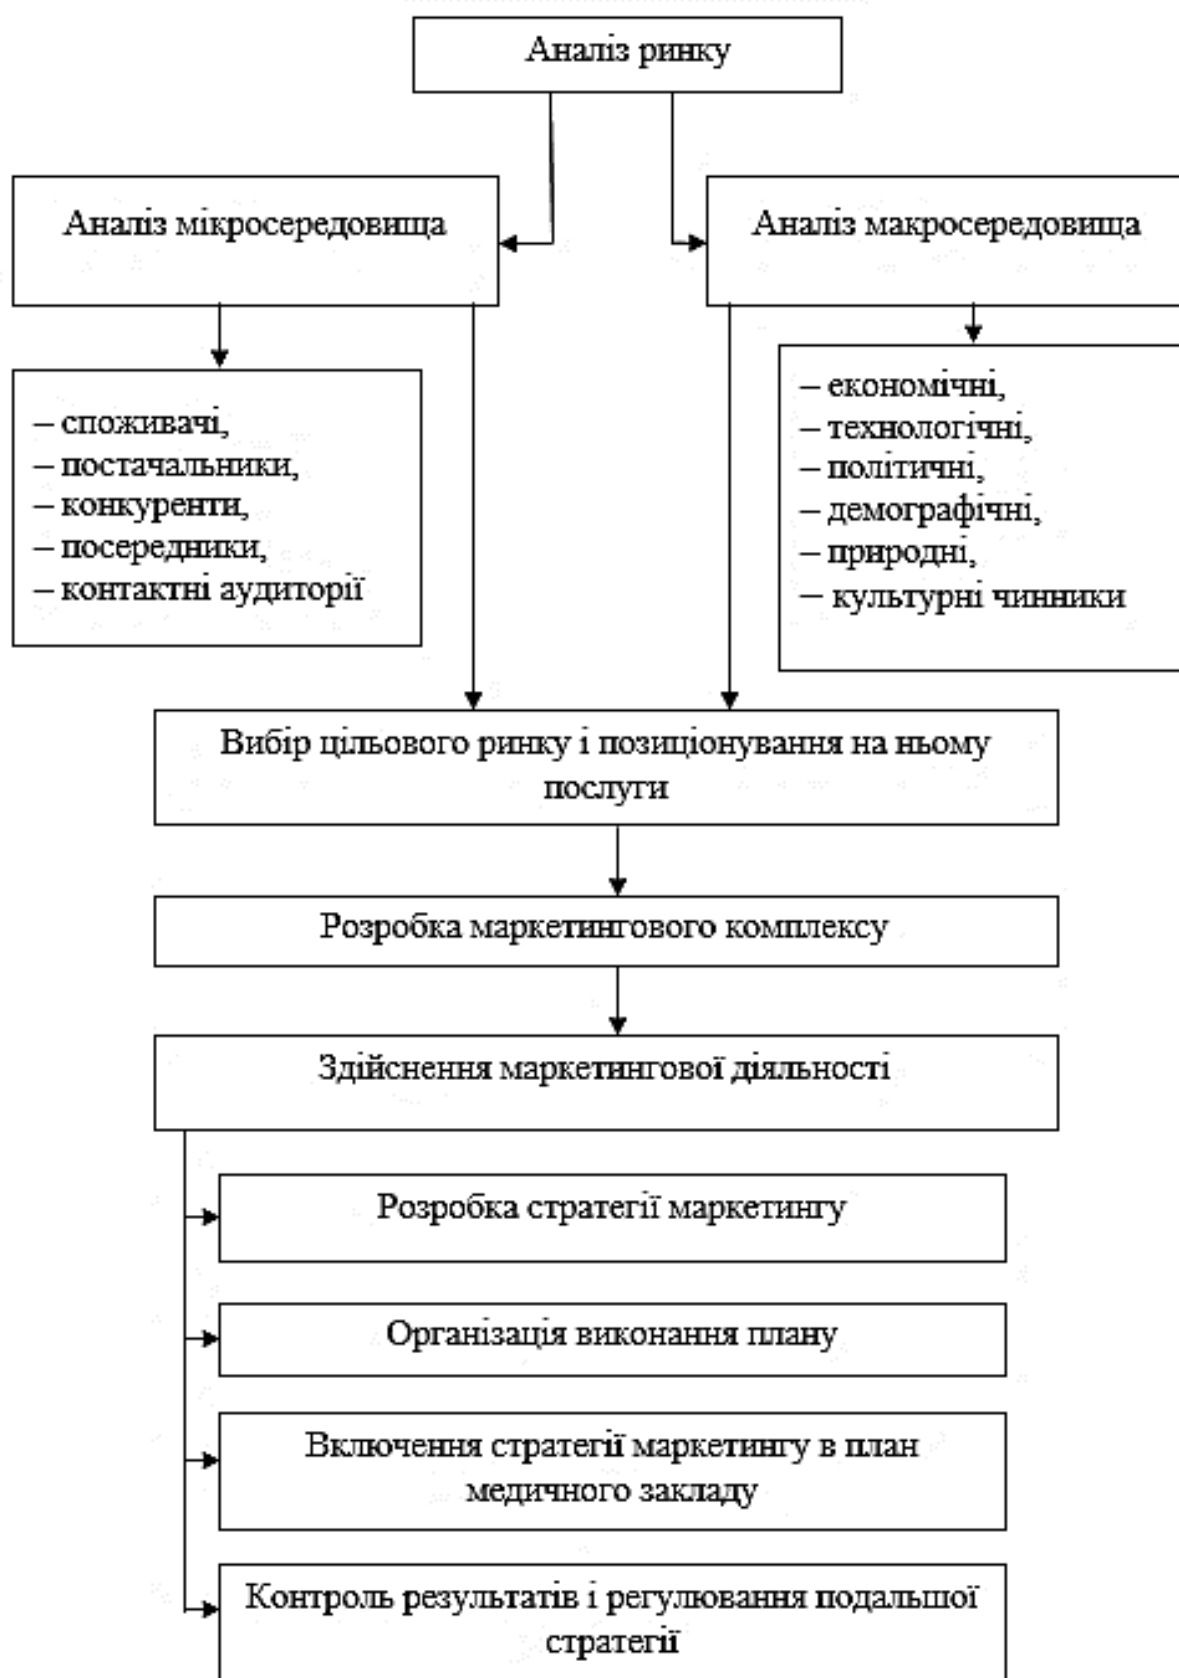 Аналіз ринку
Аналіз мікросередовища
Аналіз макросередовища
– споживачі,
– постачальники,
– конкуренти,
– посередники,
– контактні аудиторії
– економічні,
– технологічні,
– політичні,
– демографічні,
– природні,
– культурні чинники
Вибір цільового ринку і позиціонування на ньому
послуги
Розробка маркетингового комплексу
Здійснення маркетингової діяльності
Розробка стратегії маркетингу
Організація виконання плану
Включення стратегії маркетингу в план
медичного закладу
Контроль результатів і регулювання подальшої
стратегії